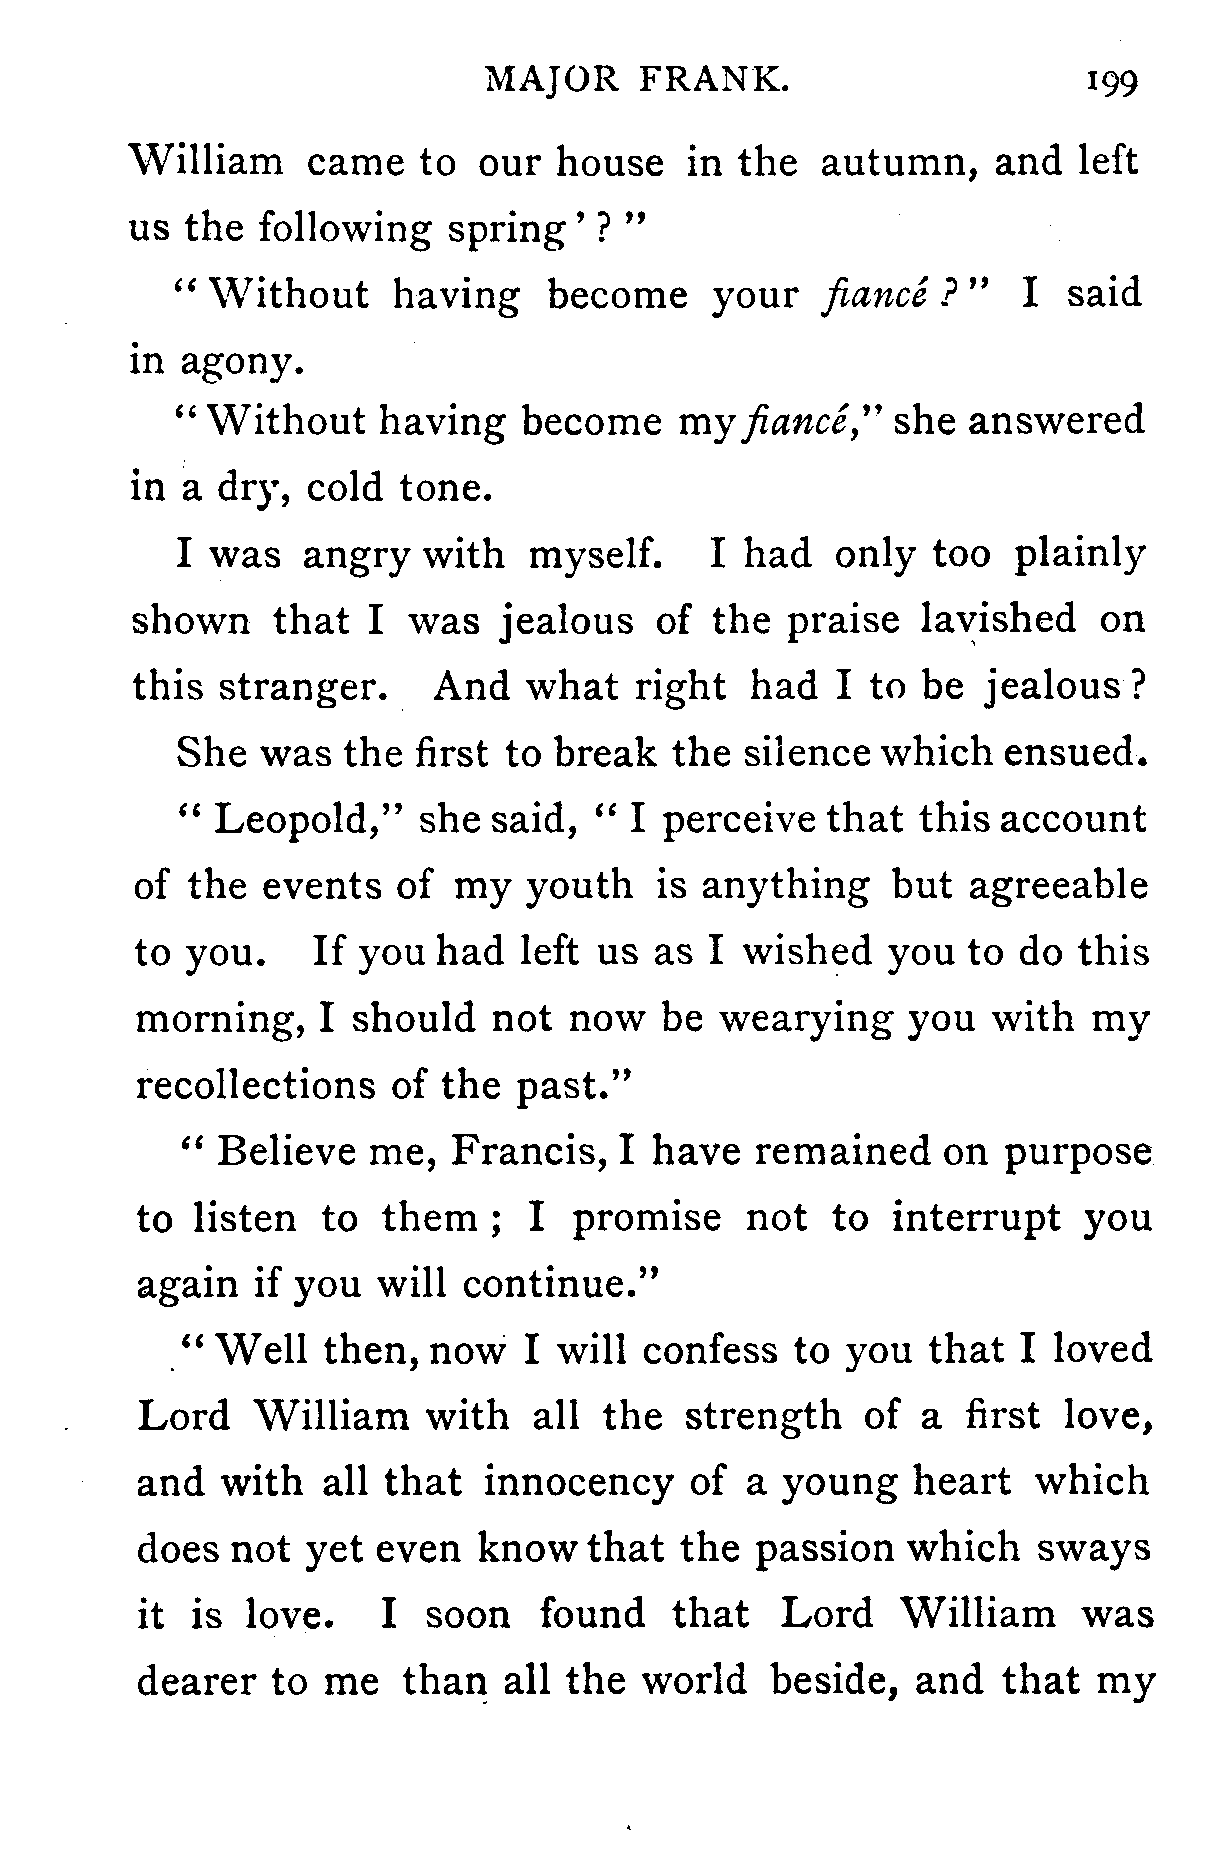 MAJOR FRANK. 199
William came to our house in the autumn, and left
us the following spring ' ? "
" Without having become your fiancé ? " I said
in agony.
" Without having become my fiancé," she answered
in a dry, cold tone.
I was angry with myself. I had only too plainly
shown that I was jealous of the praise lavished on
this stranger. And what right had I to be jealous ?
She was the first to break the silence which ensued.
" Leopold," she said, " I perceive that this account
of the events of my youth is anything but agreeable
to you. If you had left us as I wished you to do this
morning, I should not now be wearying you with my
recollections of the past."
" Believe me, Francis, I have remained on purpose
to listen to them ; I promise not to interrupt you
again if you will continue."
" Well then, now I will confess to you that I loved
Lord William with all the strength of a first love,
and with all that innocency of a young heart which
does not yet even know that the passion which sways
it is love. I soon found that Lord William was
dearer to me than all the world beside, and that my